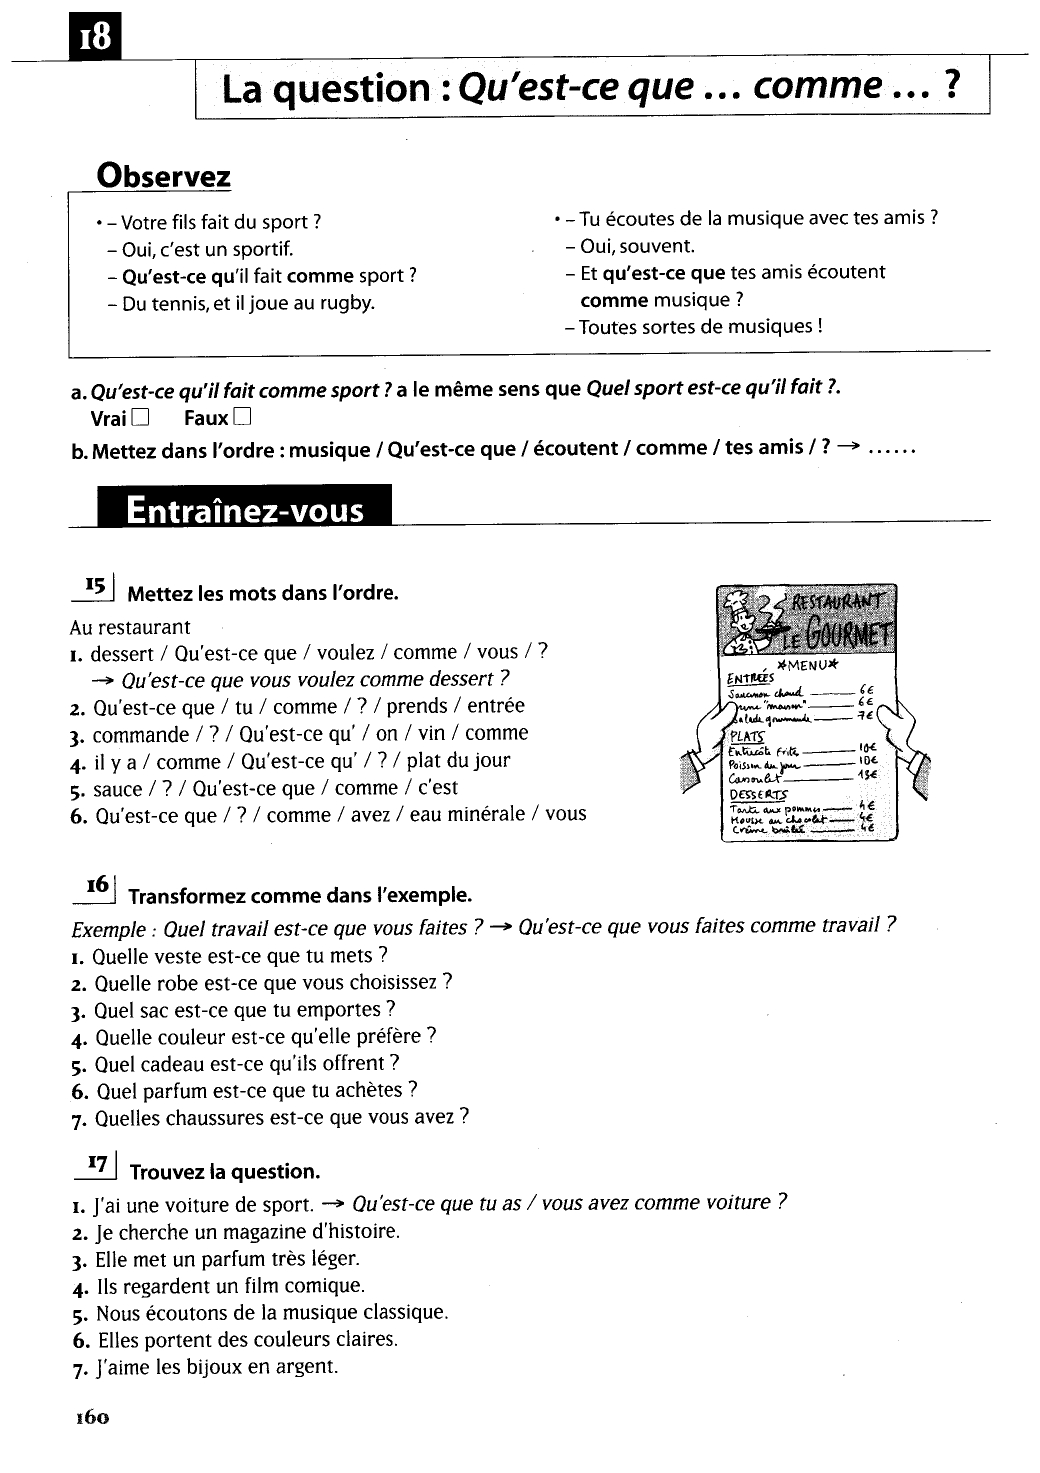 18
La question : Qu'est-ce que ... comme ... ?
Observez
• – Votre fils fait du sport ?
– Oui, c'est un sportif.
– Qu'est-ce qu'il fait comme sport ?
– Du tennis, et il joue au rugby.
• – Tu écoutes de la musique avec tes amis ?
– Oui, souvent.
– Et qu'est-ce que tes amis écoutent
comme musique ?
– Toutes sortes de musiques !
a. Qu'est-ce qu'il fait comme sport ? a le même sens que Quel sport est-ce qu'il fait ?.
Vrai □ Faux □
b. Mettez dans l'ordre : musique / Qu'est-ce que / écoutent / comme / tes amis / ? → ......
Entraînez-vous
15 Mettez les mots dans l'ordre.
Au restaurant
1. dessert / Qu'est-ce que / voulez / comme / vous / ?
→ Qu'est-ce que vous voulez comme dessert ?
2. Qu'est-ce que / tu / comme / ? / prends / entrée
3. commande / ? / Qu'est-ce qu' / on / vin / comme
4. il y a / comme / Qu'est-ce qu' / ? / plat du jour
5. sauce / ? / Qu'est-ce que / comme / c'est
6. Qu'est-ce que / ? / comme / avez / eau minérale / vous
RESTAURANT
LE GOURMET
*MENU*
ENTRÉES
Saucisson chaud 6€
"maison" 6€
Salade gourmande 7€
PLATS
Entrecôte frites 10€
Poisson du jour 10€
Canoulet 15€
DESSERTS
Tarte aux pommes 4€
Mousse au chocolat 4€
Crème brûlée 4€
16 Transformez comme dans l'exemple.
Exemple : Quel travail est-ce que vous faites ? → Qu'est-ce que vous faites comme travail ?
1. Quelle veste est-ce que tu mets ?
2. Quelle robe est-ce que vous choisissez ?
3. Quel sac est-ce que tu emportes ?
4. Quelle couleur est-ce qu'elle préfère ?
5. Quel cadeau est-ce qu'ils offrent ?
6. Quel parfum est-ce que tu achètes ?
7. Quelles chaussures est-ce que vous avez ?
17 Trouvez la question.
1. J'ai une voiture de sport. → Qu'est-ce que tu as / vous avez comme voiture ?
2. Je cherche un magazine d'histoire.
3. Elle met un parfum très léger.
4. Ils regardent un film comique.
5. Nous écoutons de la musique classique.
6. Elles portent des couleurs claires.
7. J'aime les bijoux en argent.
160